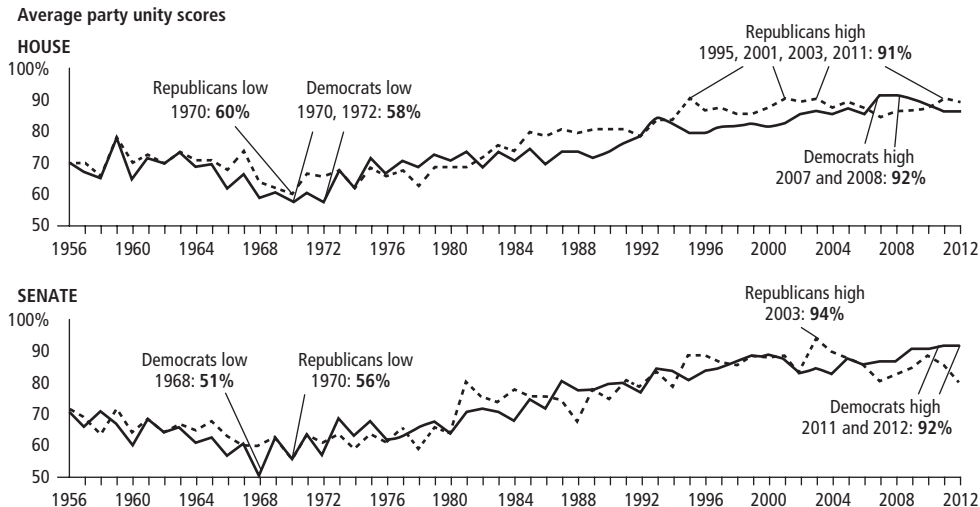 Average party unity scores
HOUSE
Republicans high
1995, 2001, 2003, 2011: 91%
100%
Republicans low
1970: 60%
Democrats low
1970, 1972: 58%
90
80
70
60
50
Democrats high
2007 and 2008: 92%
1956 1960 1964 1968 1972 1976 1980 1984 1988 1992 1996 2000 2004 2008 2012
SENATE
Republicans high
2003: 94%
100%
90
80
70
60
50
Democrats low
1968: 51%
Republicans low
1970: 56%
Democrats high
2011 and 2012: 92%
1956 1960 1964 1968 1972 1976 1980 1984 1988 1992 1996 2000 2004 2008 2012